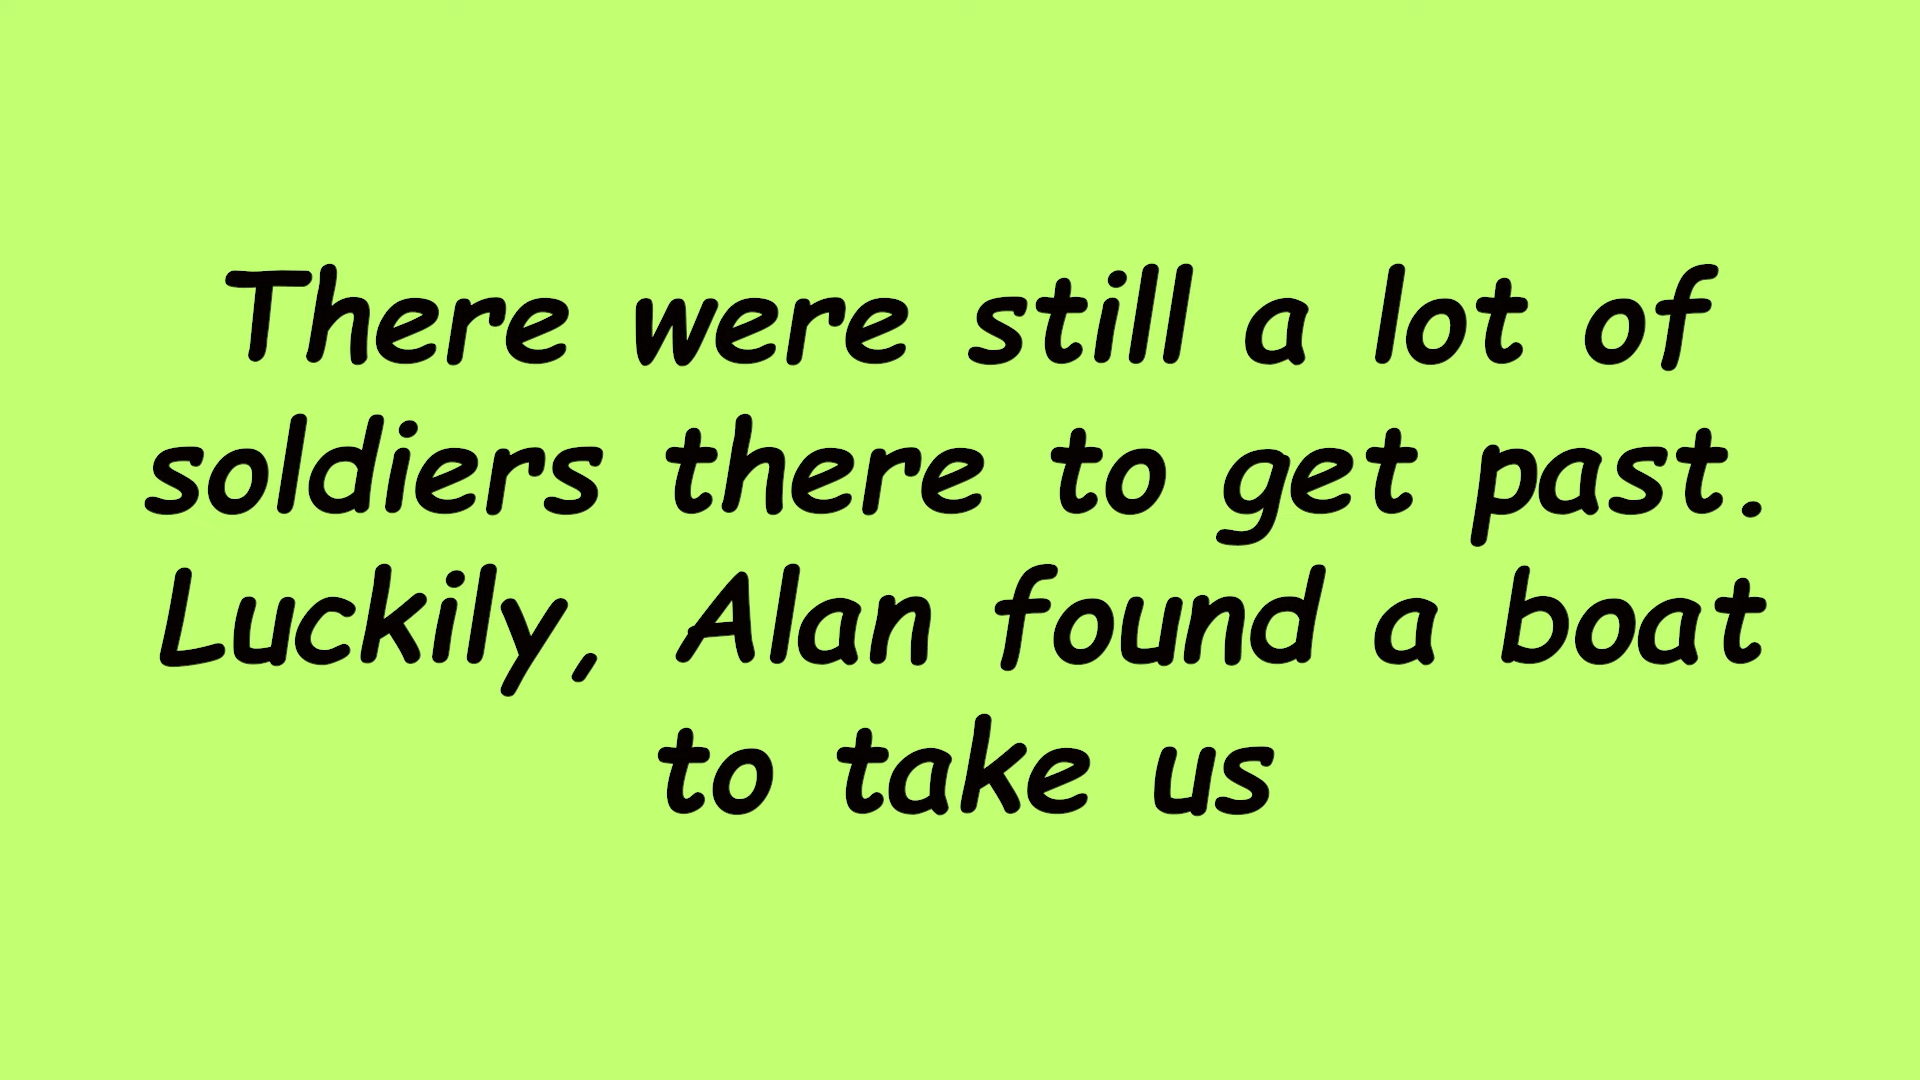 There were still a lot of
soldiers there to get past.
Luckily, Alan found a boat
to take us